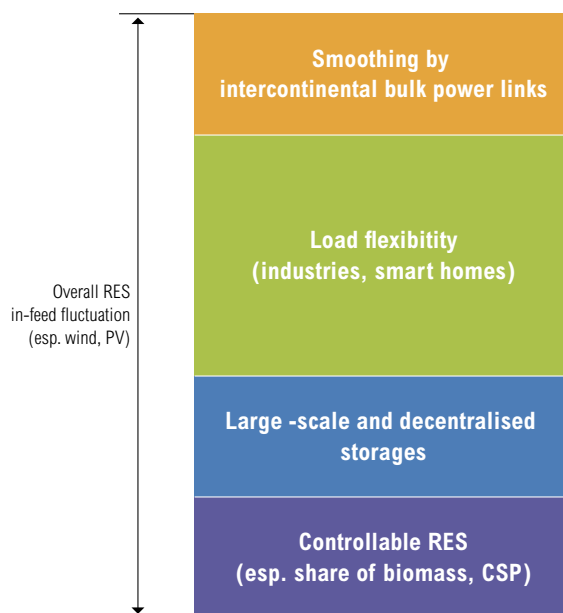 Smoothing by
intercontinental bulk power links
Load flexibitity
(industries, smart homes)
Overall RES
in-feed fluctuation
(esp. wind, PV)
Large -scale and decentralised
storages
Controllable RES
(esp. share of biomass, CSP)